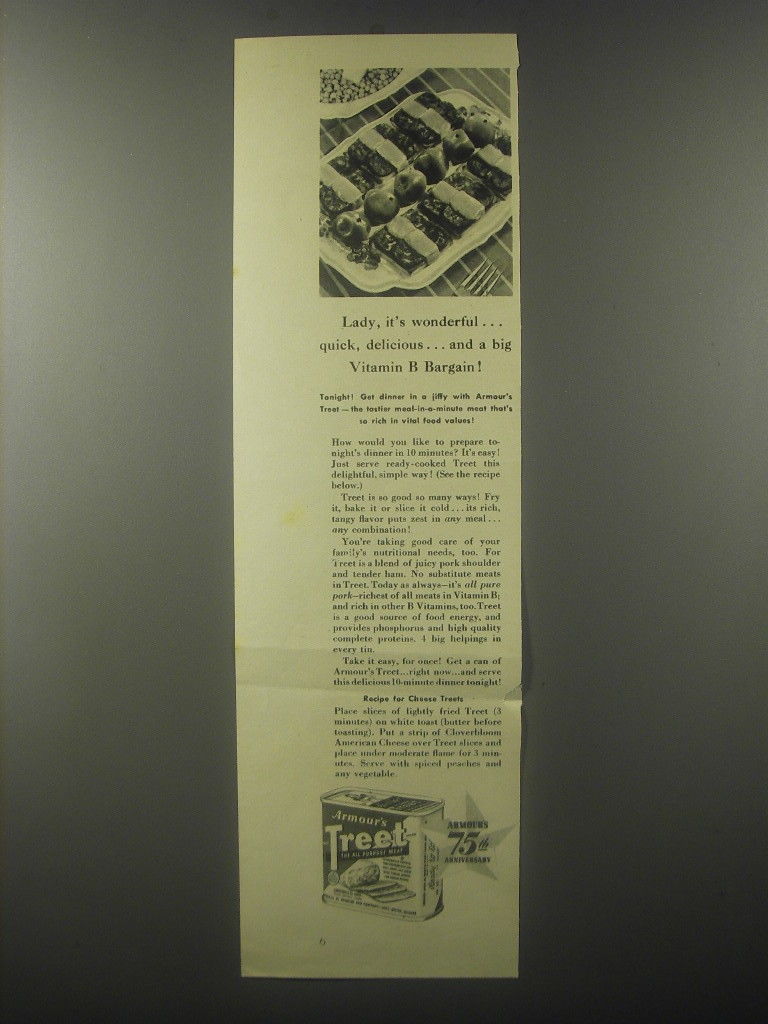 Lady, it's wonderful...
quick, delicious...and a big
Vitamin B Bargain!
Tonight! Get dinner in a jiffy with Armour's
Treet—the tastier meal-in-a-minute meat that's
so rich in vital food values!
How would you like to prepare to-
night's dinner in 10 minutes? It's easy!
Just serve ready-cooked Treet this
delightful, simple way! (See the recipe
below.)
Treet is so good so many ways! Fry
it, bake it or slice it cold...its rich,
tangy flavor puts zest in any meal...
any combination!
You're taking good care of your
family's nutritional needs, too. For
Treet is a blend of juicy pork shoulder
and tender ham. No substitute meats
in Treet. Today as always—it's all pure
pork—richest of all meats in Vitamin B₁
and rich in other B Vitamins, too. Treet
is a good source of food energy, and
provides phosphorus and high quality
complete proteins. 4 big helpings in
every tin.
Take it easy, for once! Get a can of
Armour's Treet...right now...and serve
this delicious 10-minute dinner tonight!
Recipe for Cheese Treets
Place slices of lightly fried Treet (3
minutes) on white toast (butter before
toasting). Put a strip of Cloverbloom
American Cheese over Treet slices and
place under moderate flame for 3 min-
utes. Serve with spiced peaches and
any vegetable.
Armour's
Treet
THE ALL PURPOSE MEAT
ARMOUR'S
75th
ANNIVERSARY
6